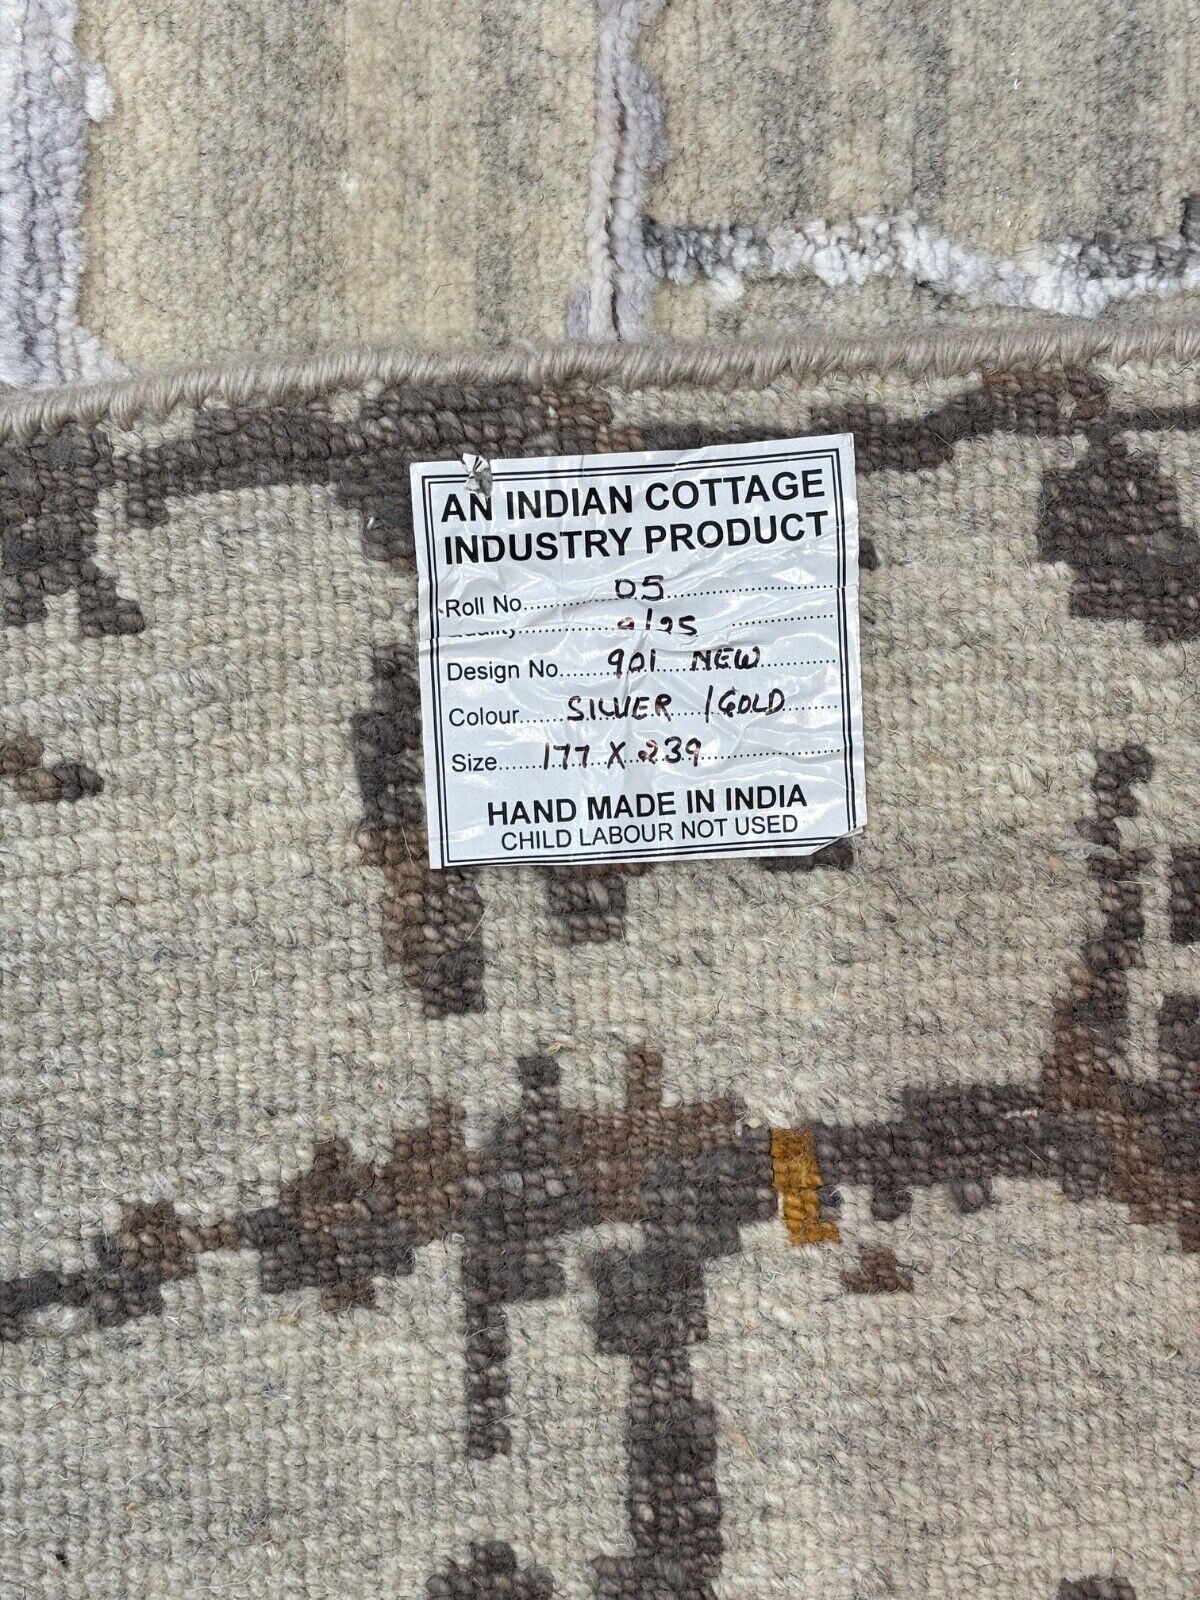 AN INDIAN COTTAGE
INDUSTRY PRODUCT
Roll No. 05
Quality 9/25
Design No. 901 NEW
Colour SILVER / GOLD
Size 177 X 239
HAND MADE IN INDIA
CHILD LABOUR NOT USED